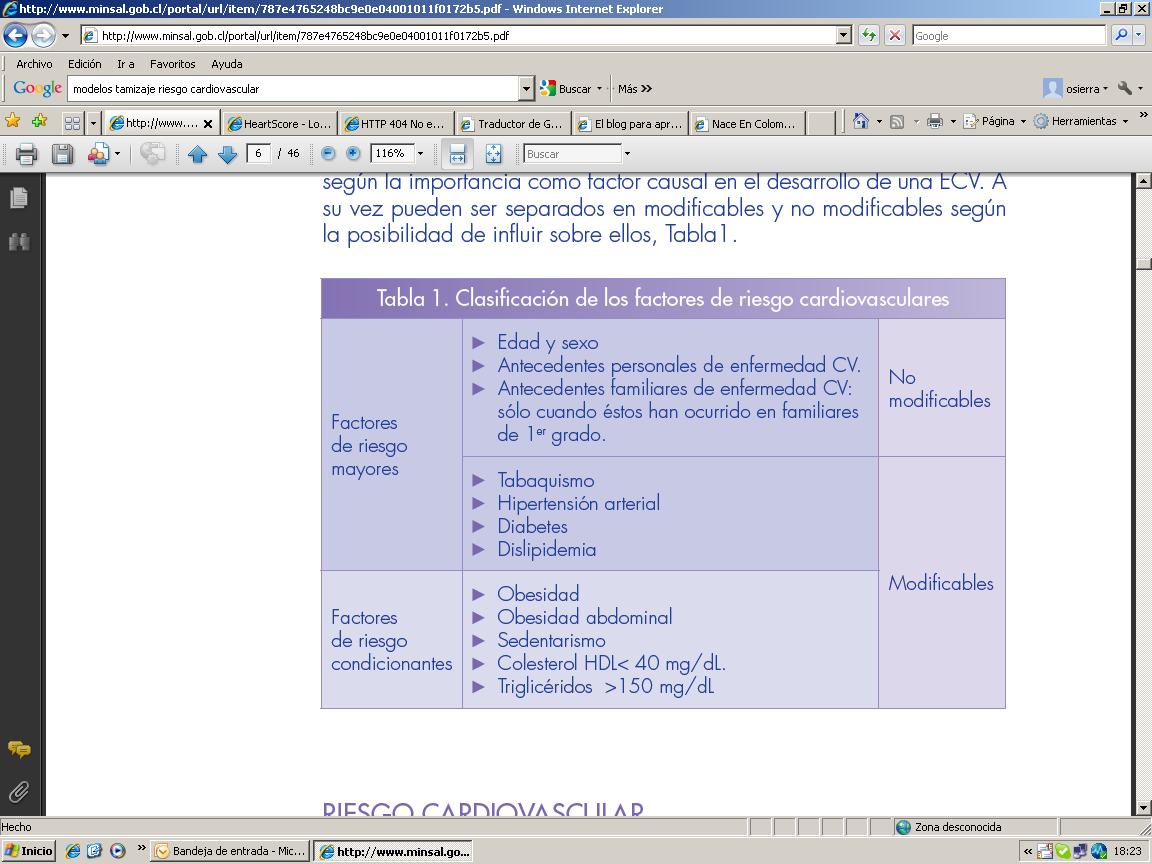 http://www.minsal.gob.cl/portal/url/item/787e4765248bc9e0e04001011f0172b5.pdf - Windows Internet Explorer
http://www.minsal.gob.cl/portal/url/item/787e4765248bc9e0e04001011f0172b5.pdf
Google
Archivo Edición Ir a Favoritos Ayuda
Google modelos tamizaje riesgo cardiovascular Buscar Más >> osierra
http://www.... HeartScore - Lo... HTTP 404 No e... Traductor de G... El blog para apr... Nace En Colom... Página Herramientas >>
6 / 46 116% Buscar
según la importancia como factor causal en el desarrollo de una ECV. A
su vez pueden ser separados en modificables y no modificables según
la posibilidad de influir sobre ellos, Tabla1.
Tabla 1. Clasificación de los factores de riesgo cardiovasculares
Factores
de riesgo
mayores
► Edad y sexo
► Antecedentes personales de enfermedad CV.
► Antecedentes familiares de enfermedad CV:
sólo cuando éstos han ocurrido en familiares
de 1er grado.
No
modificables
► Tabaquismo
► Hipertensión arterial
► Diabetes
► Dislipidemia
Modificables
Factores
de riesgo
condicionantes
► Obesidad
► Obesidad abdominal
► Sedentarismo
► Colesterol HDL< 40 mg/dL.
► Triglicéridos >150 mg/dL
RIESGO CARDIOVASCULAR
Hecho Zona desconocida
Inicio >> Bandeja de entrada - Mic... http://www.minsal.go... << 18:23